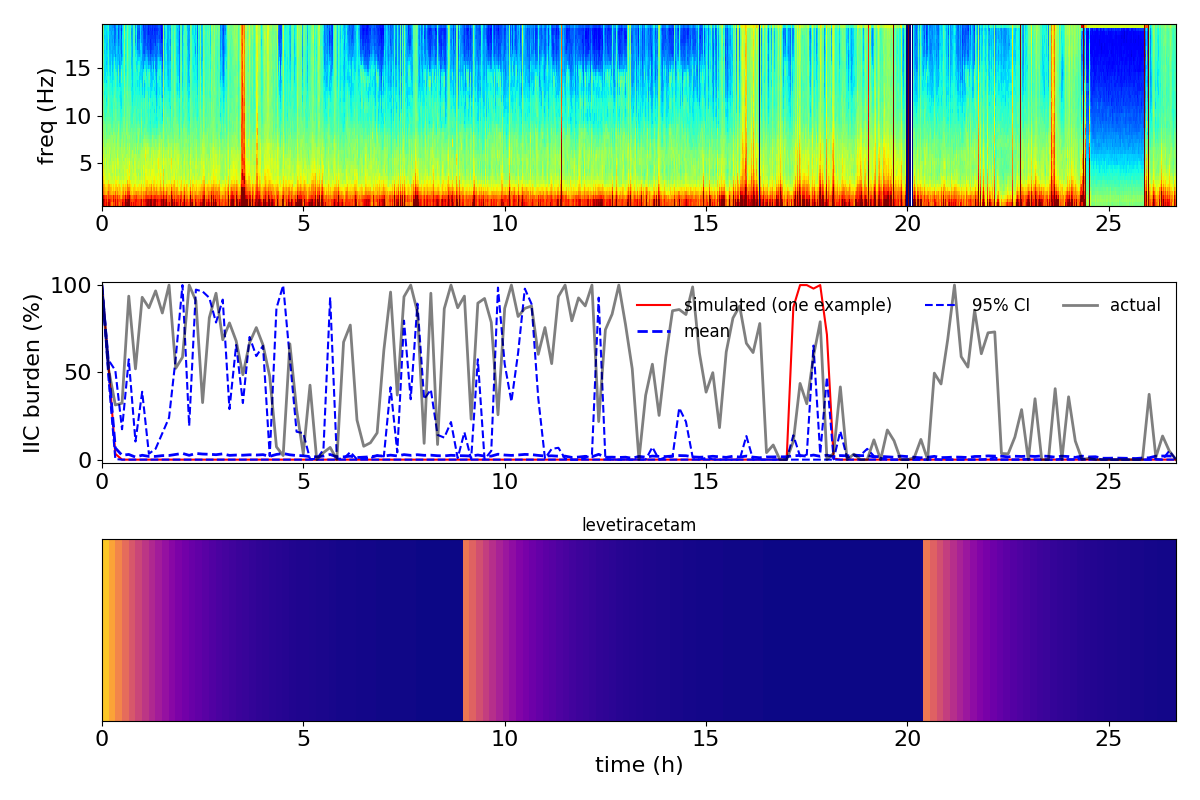 freq (Hz)
15
10
5
0 5 10 15 20 25
IIC burden (%)
100
50
0
simulated (one example) 95% CI actual
mean
0 5 10 15 20 25
levetiracetam
0 5 10 15 20 25
time (h)